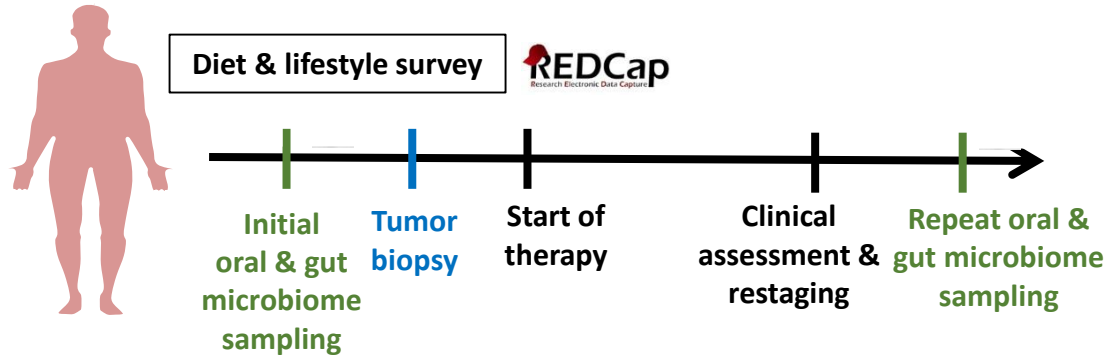 Diet & lifestyle survey
REDCap
Research Electronic Data Capture
Initial
oral & gut
microbiome
sampling
Tumor
biopsy
Start of
therapy
Clinical
assessment &
restaging
Repeat oral &
gut microbiome
sampling